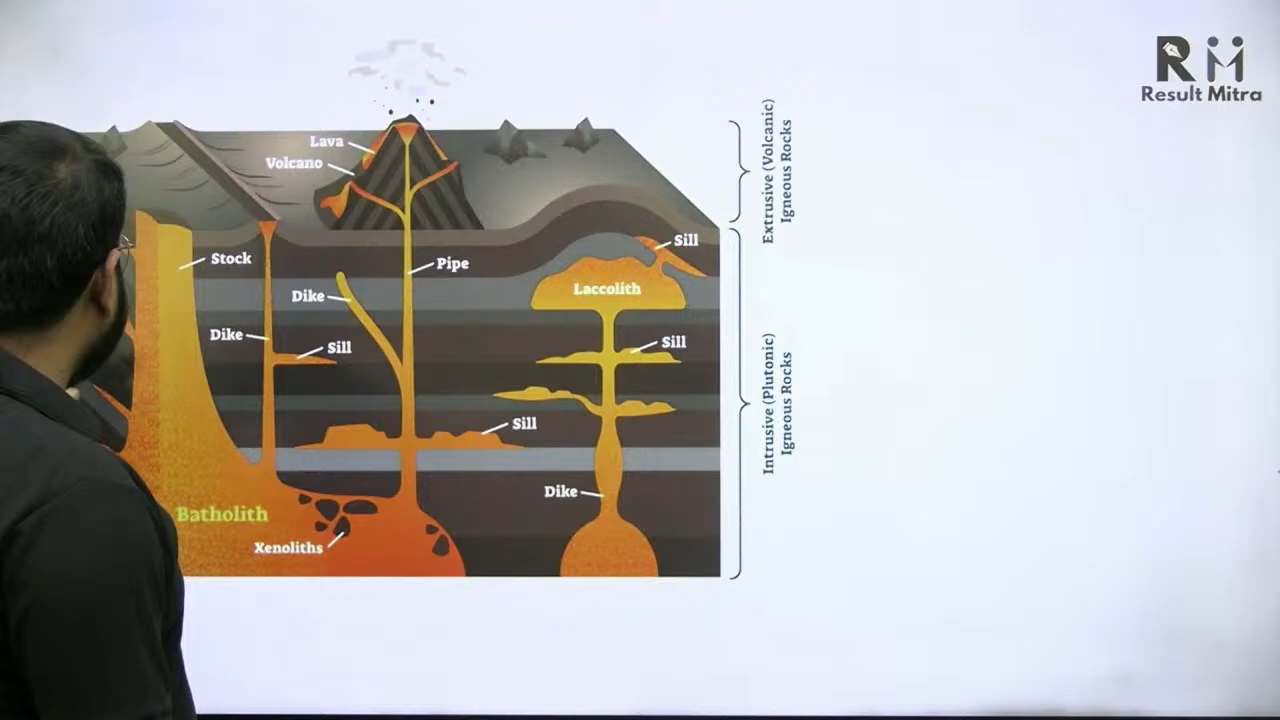 R
Result Mitra
Lava
Volcano
Stock
Sill
Pipe
Dike
Laccolith
Dike
Sill
Sill
Sill
Dike
Batholith
Xenoliths
Extrusive (Volcanic)
Igneous Rocks
Intrusive (Plutonic)
Igneous Rocks